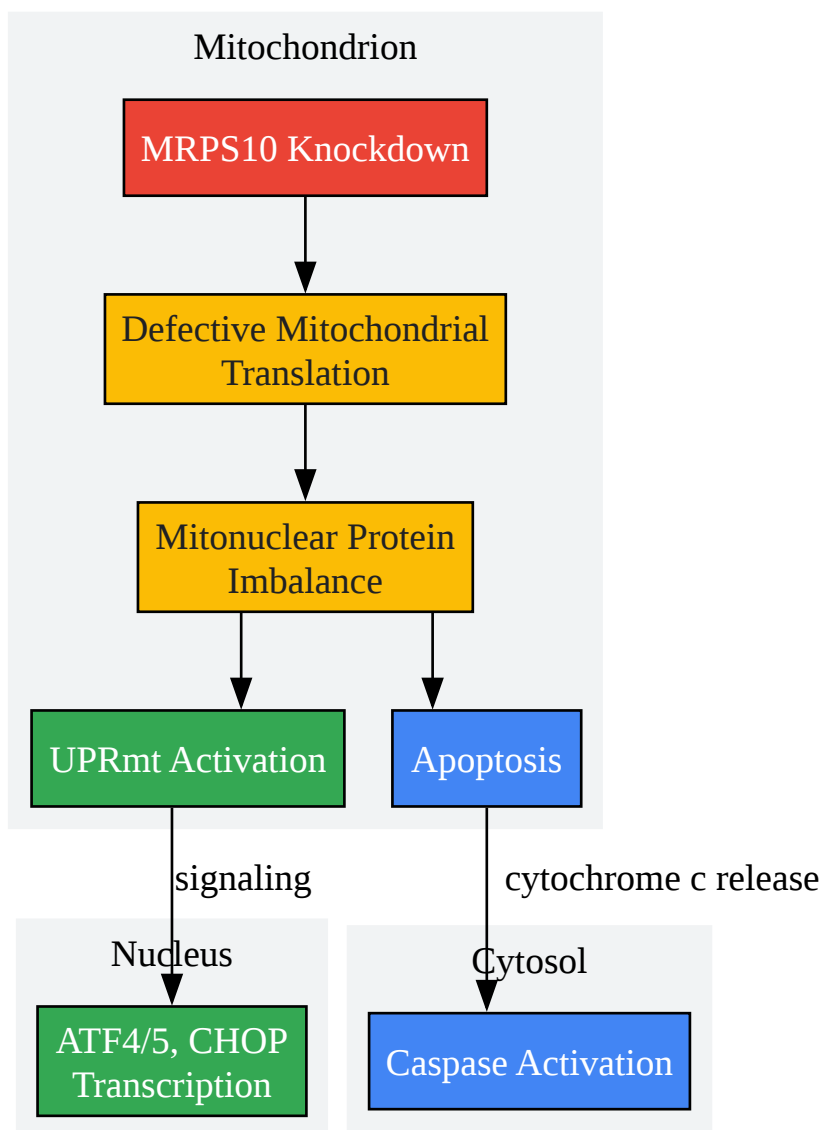 Mitochondrion
MRPS10 Knockdown
Defective Mitochondrial
Translation
Mitonuclear Protein
Imbalance
UPRmt Activation
Apoptosis
signaling
cytochrome c release
Nucleus
Cytosol
ATF4/5, CHOP
Transcription
Caspase Activation